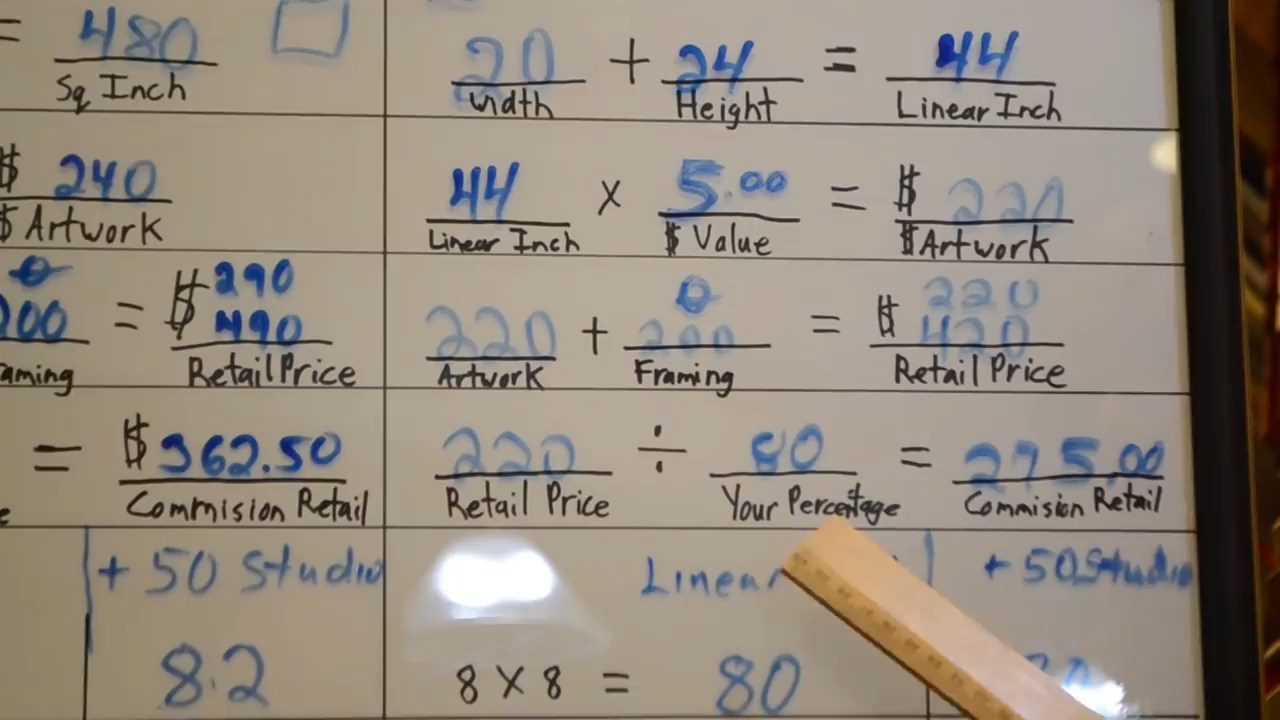 = 480
Sq Inch
$ 240
$ Artwork
0
200 = $ 290
490
aming Retail Price
= $ 362.50
Commision Retail
+ 50 Studio
8.2
20 + 24 = 44
Width Height Linear Inch
44 x 5.00 = $ 220
Linear Inch $ Value $ Artwork
0 220
220 + 200 = $ 420
Artwork Framing Retail Price
220 ÷ 80 = 275.00
Retail Price Your Percentage Commision Retail
Linear + 50 Studio
8 X 8 = 80